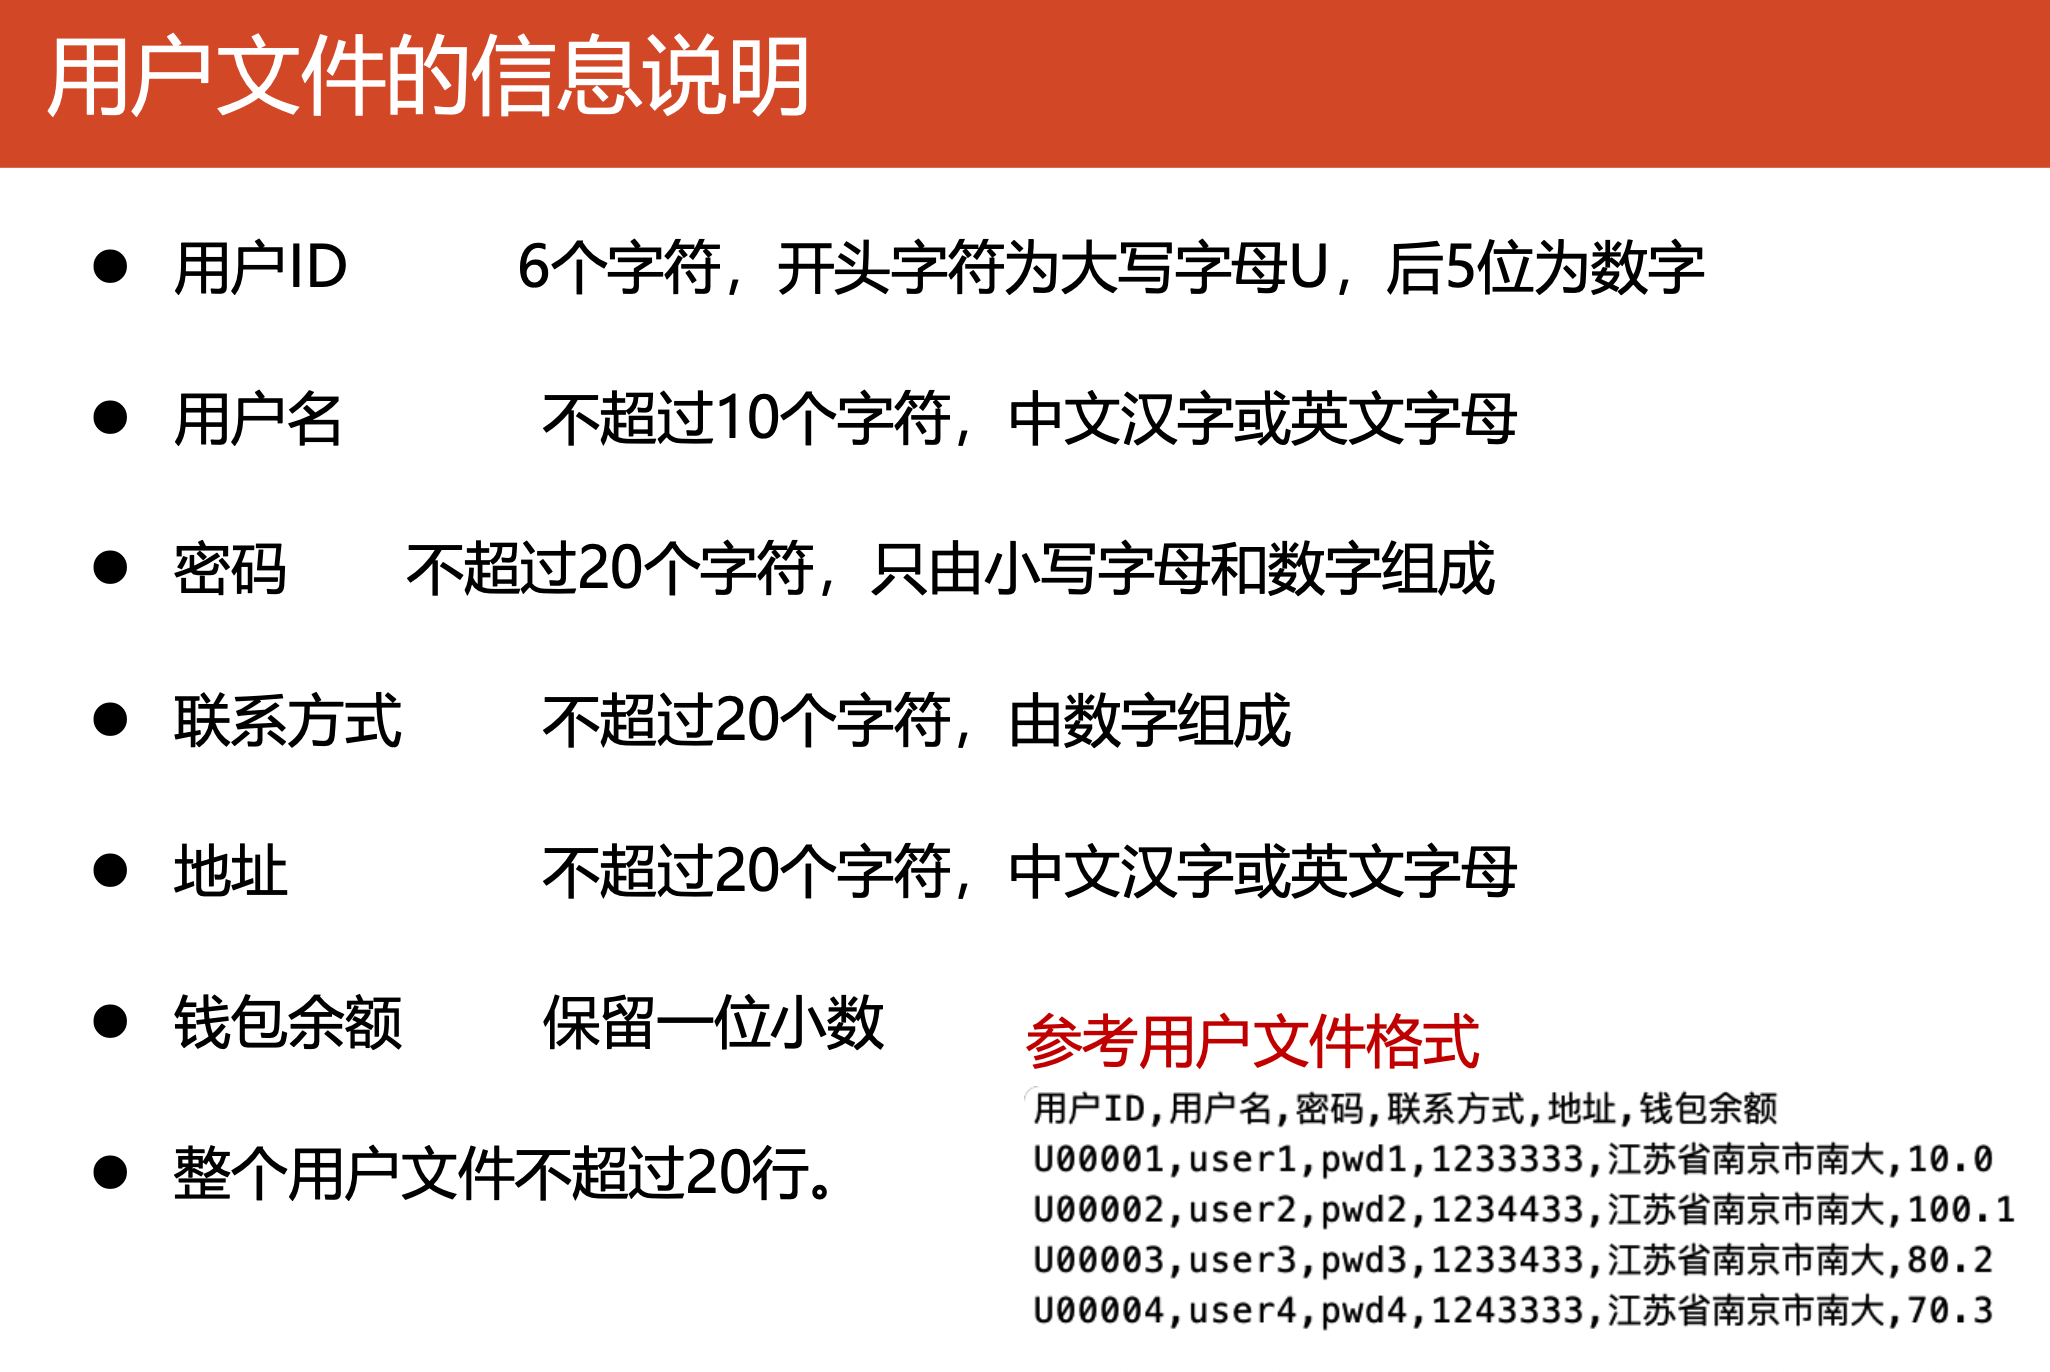 用户文件的信息说明
● 用户ID 6个字符，开头字符为大写字母U，后5位为数字
● 用户名 不超过10个字符，中文汉字或英文字母
● 密码 不超过20个字符，只由小写字母和数字组成
● 联系方式 不超过20个字符，由数字组成
● 地址 不超过20个字符，中文汉字或英文字母
● 钱包余额 保留一位小数
● 整个用户文件不超过20行。
参考用户文件格式
用户ID,用户名,密码,联系方式,地址,钱包余额
U00001,user1,pwd1,1233333,江苏省南京市南大,10.0
U00002,user2,pwd2,1234433,江苏省南京市南大,100.1
U00003,user3,pwd3,1233433,江苏省南京市南大,80.2
U00004,user4,pwd4,1243333,江苏省南京市南大,70.3